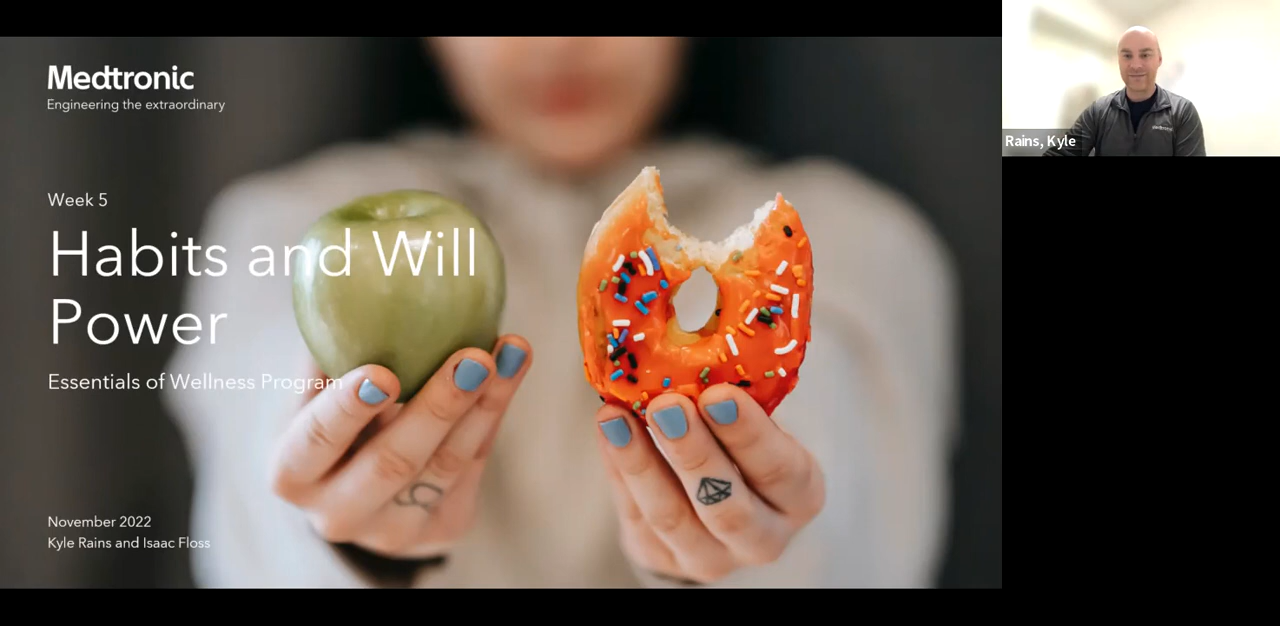 Medtronic
Engineering the extraordinary
Week 5
Habits and Will
Power
Essentials of Wellness Program
November 2022
Kyle Rains and Isaac Floss
Rains, Kyle